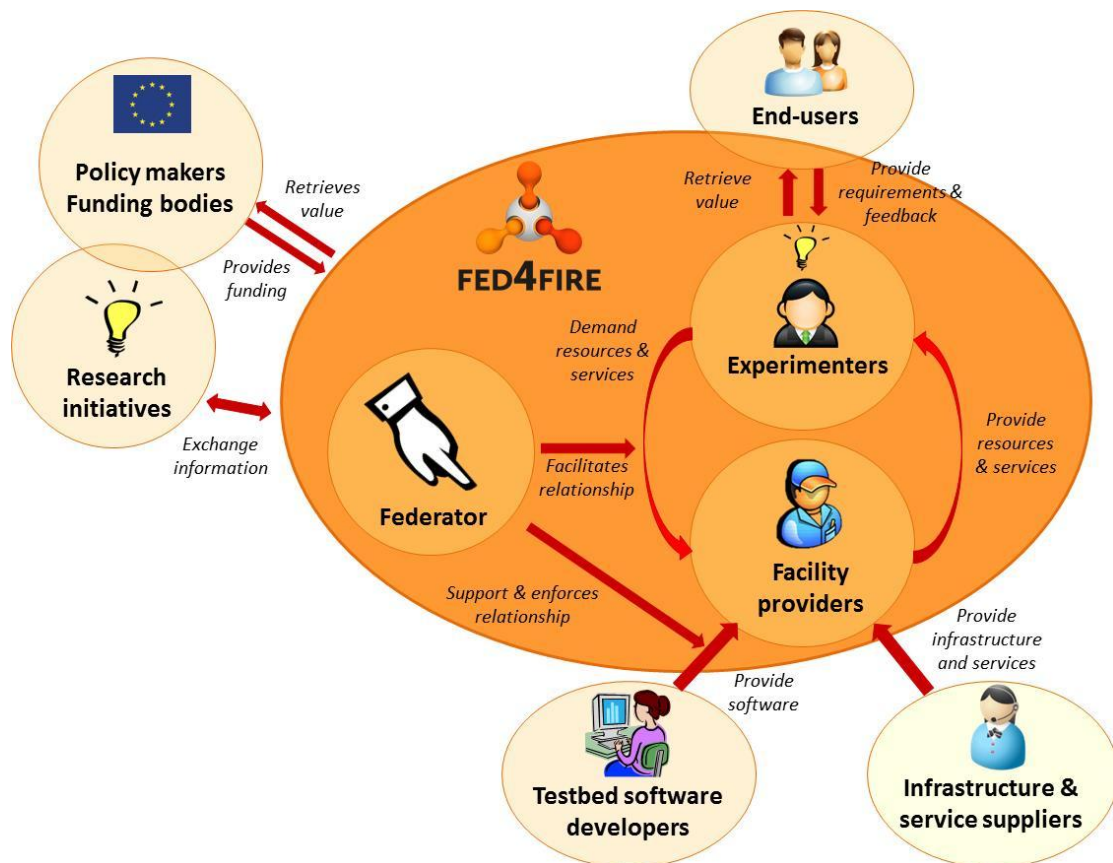 End-users
Policy makers
Funding bodies
Retrieves
value
Provides
funding
Retrieve
value
Provide
requirements &
feedback
FED4FIRE
Research
initiatives
Exchange
information
Demand
resources &
services
Experimenters
Provide
resources
& services
Federator
Facilitates
relationship
Facility
providers
Support & enforces
relationship
Provide
software
Provide
infrastructure
and services
Testbed software
developers
Infrastructure &
service suppliers